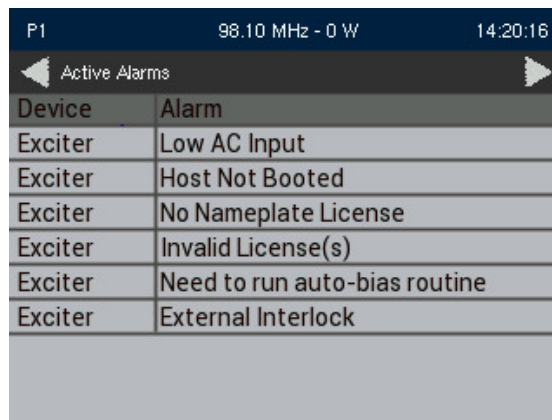 P1 98.10 MHz - 0 W 14:20:16
Active Alarms
Device Alarm
Exciter Low AC Input
Exciter Host Not Booted
Exciter No Nameplate License
Exciter Invalid License(s)
Exciter Need to run auto-bias routine
Exciter External Interlock